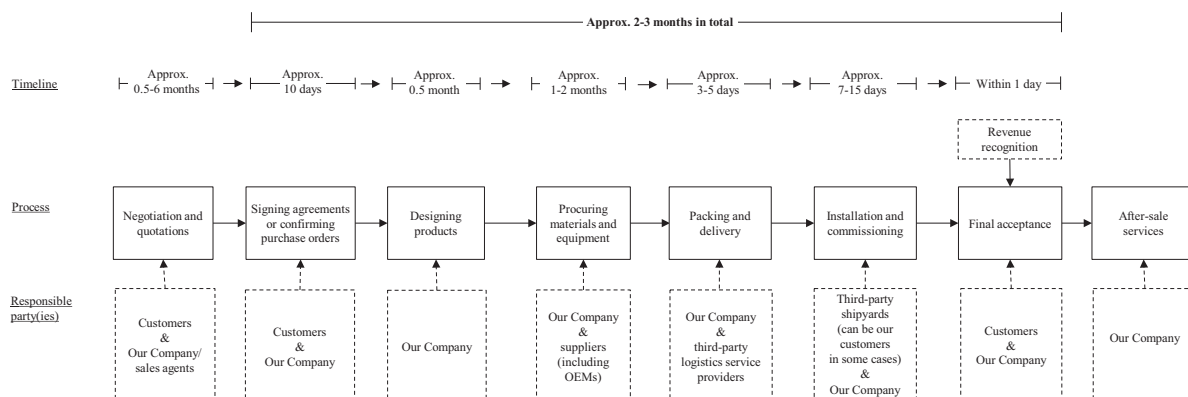 Approx. 2-3 months in total
Timeline
Approx.
0.5-6 months
Approx.
10 days
Approx.
0.5 month
Approx.
1-2 months
Approx.
3-5 days
Approx.
7-15 days
Within 1 day
Revenue
recognition
Process
Negotiation and
quotations
Signing agreements
or confirming
purchase orders
Designing
products
Procuring
materials and
equipment
Packing and
delivery
Installation and
commissioning
Final acceptance
After-sale
services
Responsible
party(ies)
Customers
&
Our Company/
sales agents
Customers
&
Our Company
Our Company
Our Company
&
suppliers
(including
OEMs)
Our Company
&
third-party
logistics service
providers
Third-party
shipyards
(can be our
customers
in some cases)
&
Our Company
Customers
&
Our Company
Our Company